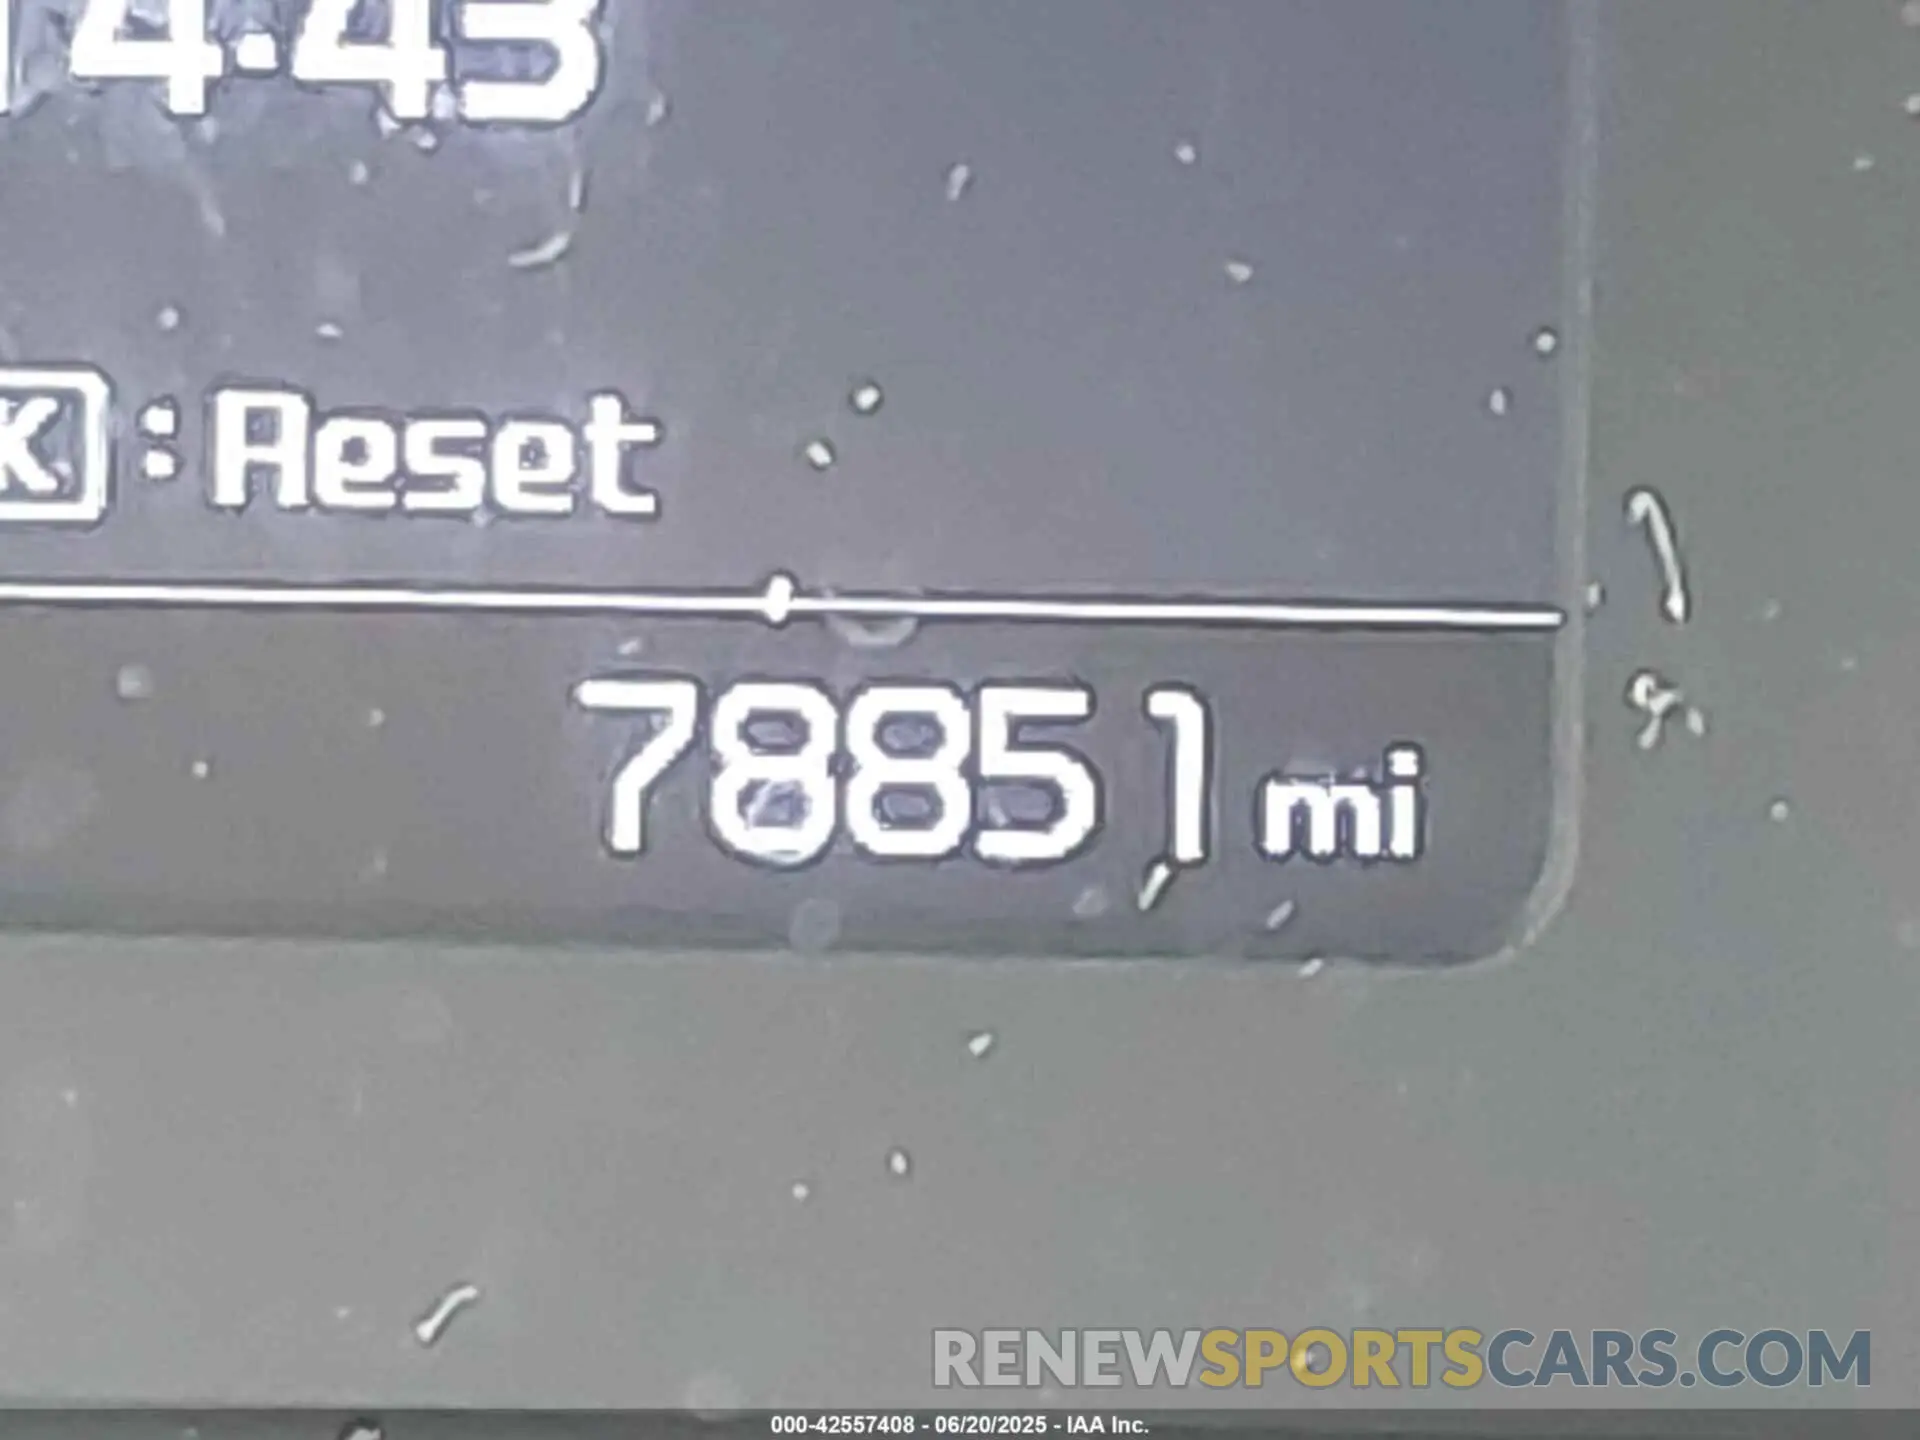 4:43
K : Reset
78851 mi
RENEWSPORTSCARS.COM
000-42557408 - 06/20/2025 - IAA Inc.